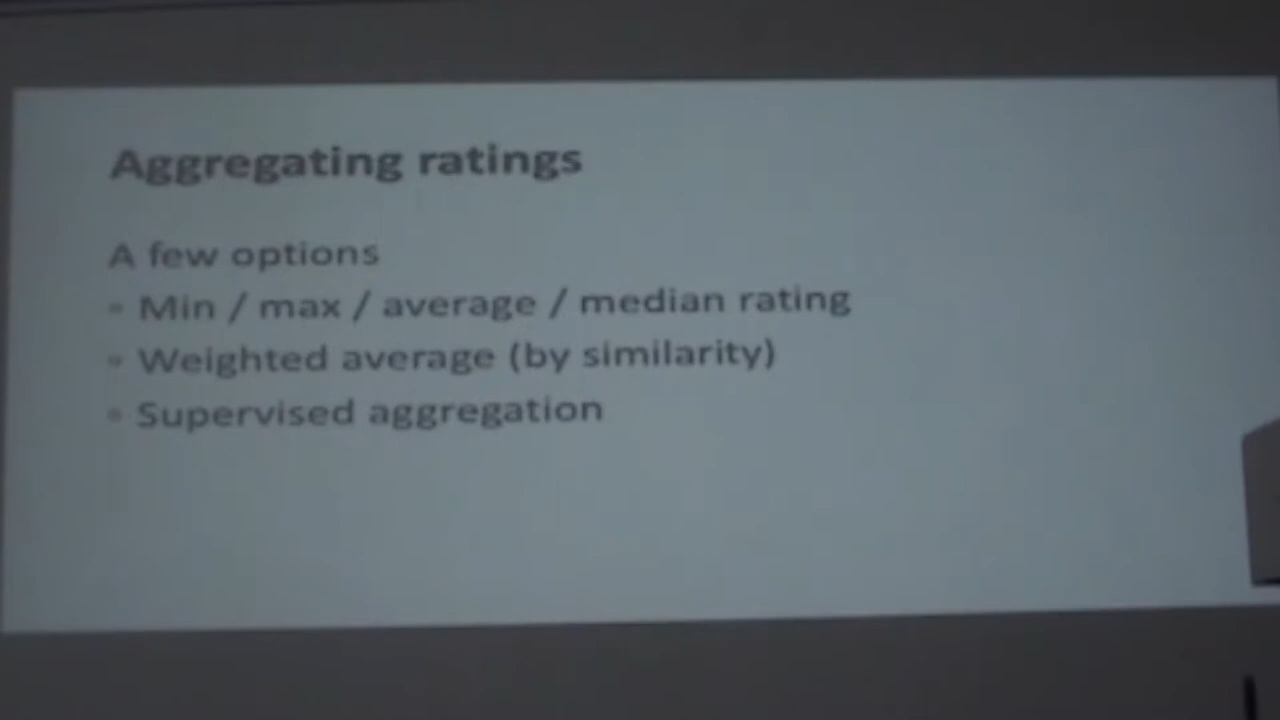 Aggregating ratings
A few options
◦ Min / max / average / median rating
◦ Weighted average (by similarity)
◦ Supervised aggregation